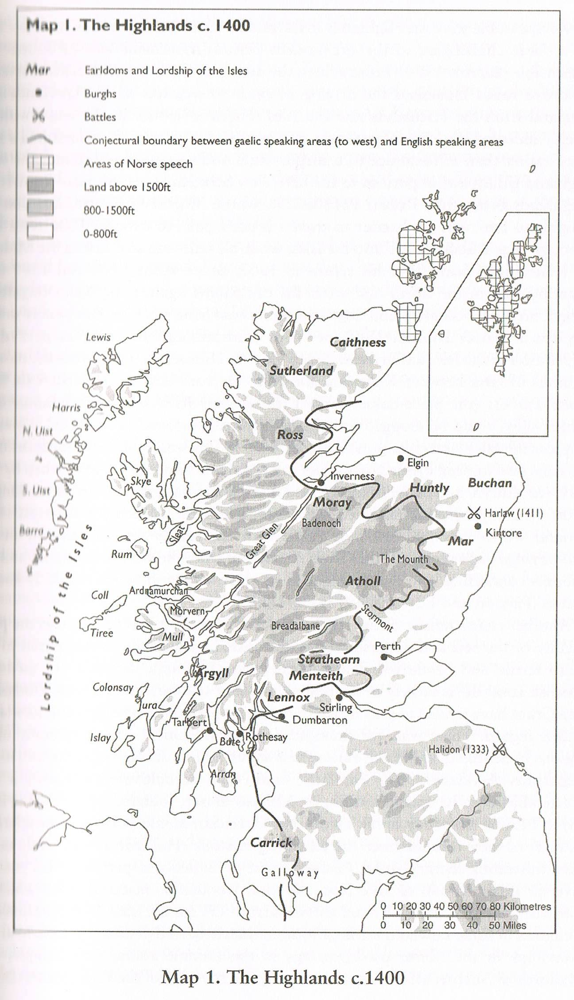 Map 1. The Highlands c. 1400
Mar Earldoms and Lordship of the Isles
Burghs
Battles
Conjectural boundary between gaelic speaking areas (to west) and English speaking areas
Areas of Norse speech
Land above 1500ft
800-1500ft
0-800ft
Lewis
Caithness
Sutherland
Harris
N. Uist
Ross
Elgin
Inverness
Skye
Huntly
Buchan
S. Uist
Moray
Harlaw (1411)
Badenoch
Kintore
Barra
Sleat
Great Glen
Mar
Rum
The Mounth
Lordship of the Isles
Atholl
Ardnamurchan
Coll
Morvern
Stormont
Tiree
Mull
Breadalbane
Perth
Strathearn
Argyll
Menteith
Colonsay
Lennox
Jura
Stirling
Tarbert
Dumbarton
Islay
Bute
Rothesay
Halidon (1333)
Arran
Carrick
Galloway
0 10 20 30 40 50 60 70 80 Kilometres
0 10 20 30 40 50 Miles
Map 1. The Highlands c.1400